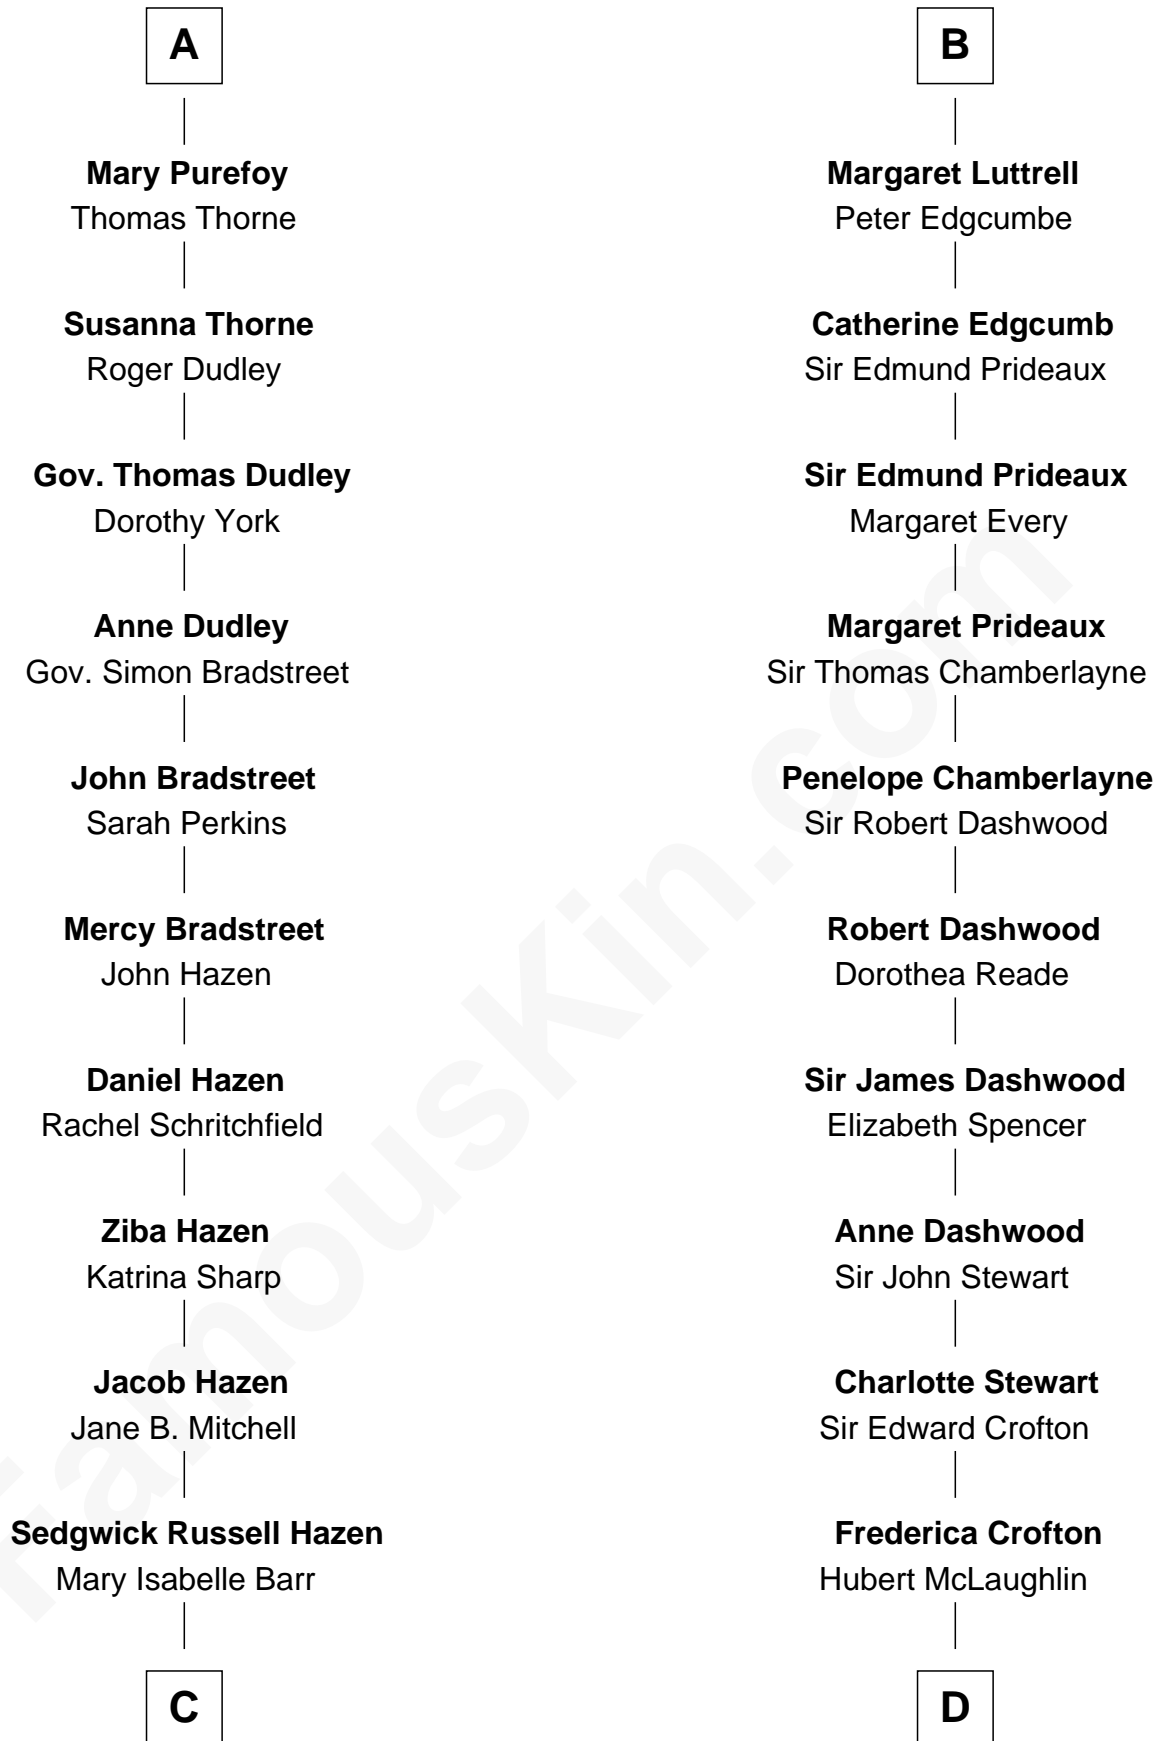 A
Mary Purefoy
Thomas Thorne
Susanna Thorne
Roger Dudley
Gov. Thomas Dudley
Dorothy York
Anne Dudley
Gov. Simon Bradstreet
John Bradstreet
Sarah Perkins
Mercy Bradstreet
John Hazen
Daniel Hazen
Rachel Schritchfield
Ziba Hazen
Katrina Sharp
Jacob Hazen
Jane B. Mitchell
Sedgwick Russell Hazen
Mary Isabelle Barr
C
B
Margaret Luttrell
Peter Edgcumbe
Catherine Edgcumb
Sir Edmund Prideaux
Sir Edmund Prideaux
Margaret Every
Margaret Prideaux
Sir Thomas Chamberlayne
Penelope Chamberlayne
Sir Robert Dashwood
Robert Dashwood
Dorothea Reade
Sir James Dashwood
Elizabeth Spencer
Anne Dashwood
Sir John Stewart
Charlotte Stewart
Sir Edward Crofton
Frederica Crofton
Hubert McLaughlin
D
FamousKin.com